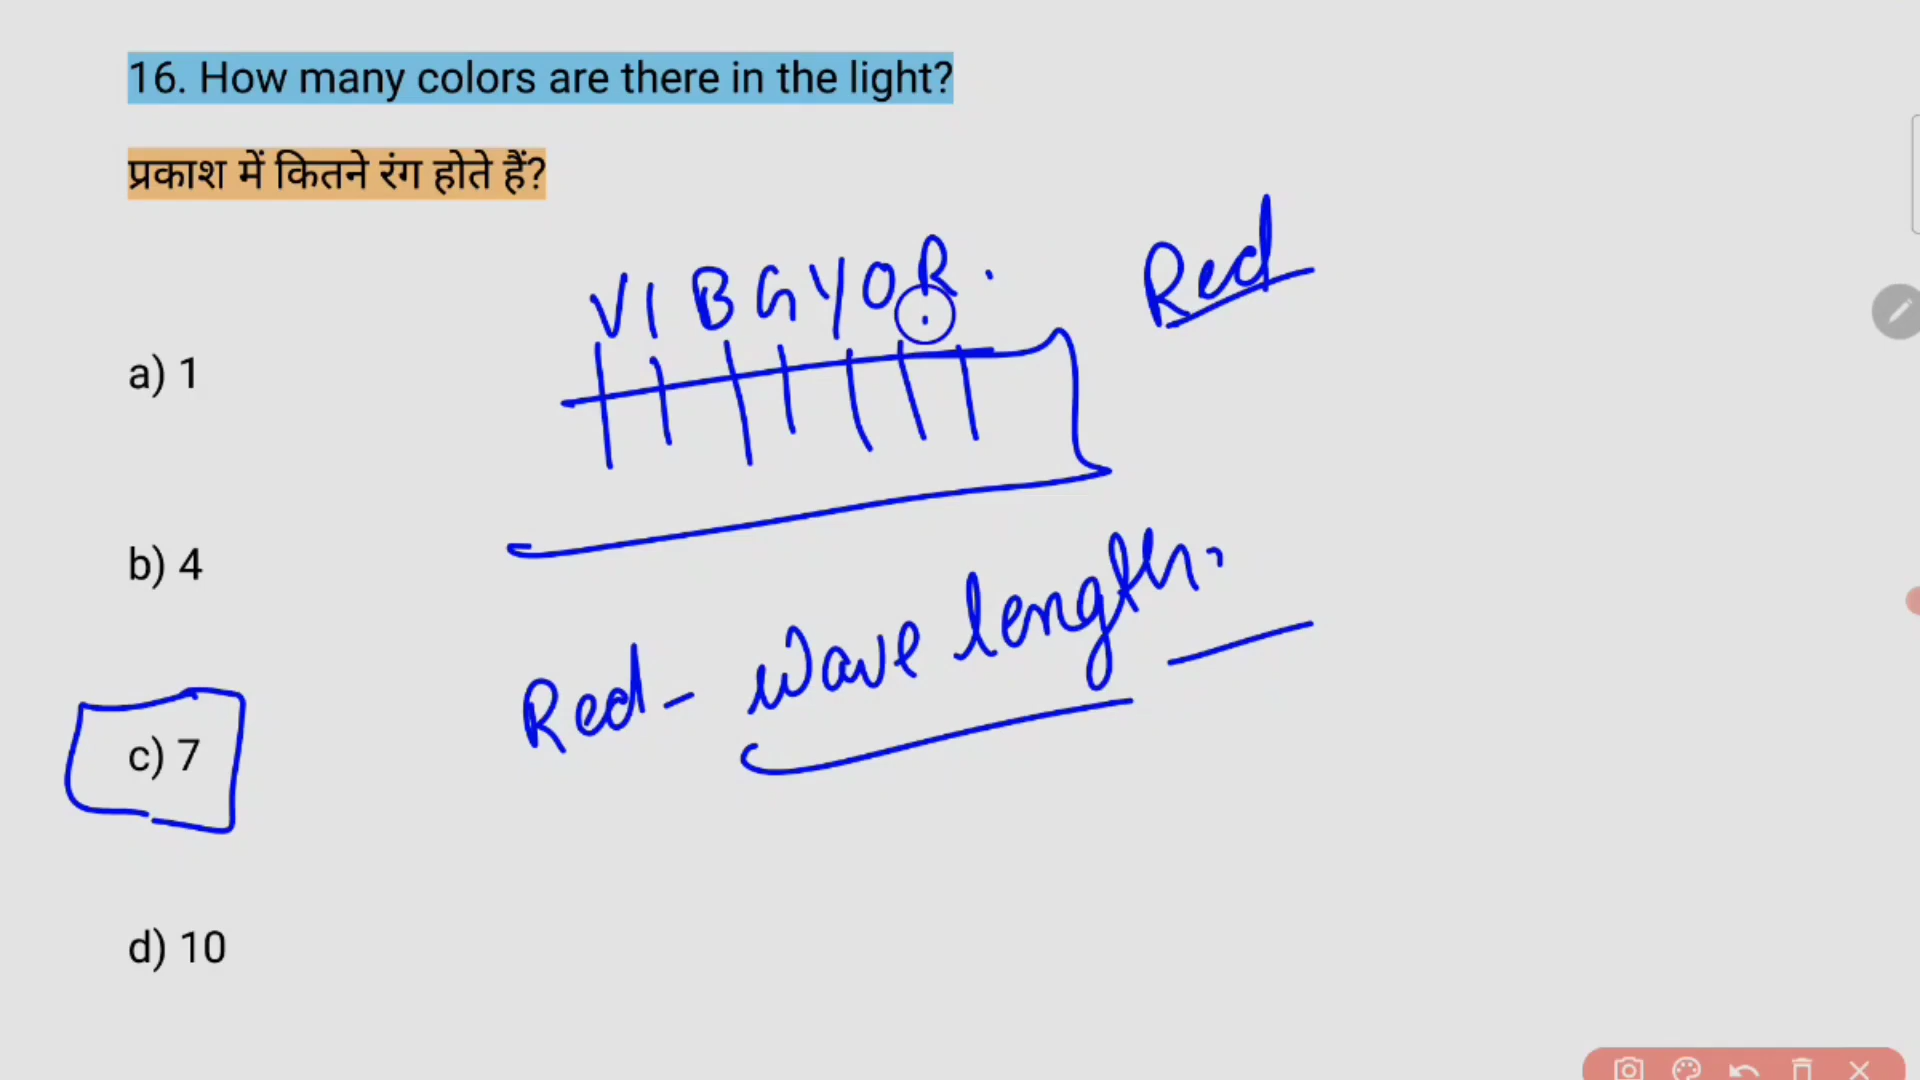 16. How many colors are there in the light?
प्रकाश में कितने रंग होते हैं?
VIBGYOR.
Red
a) 1
b) 4
Red - wave length.
c) 7
d) 10